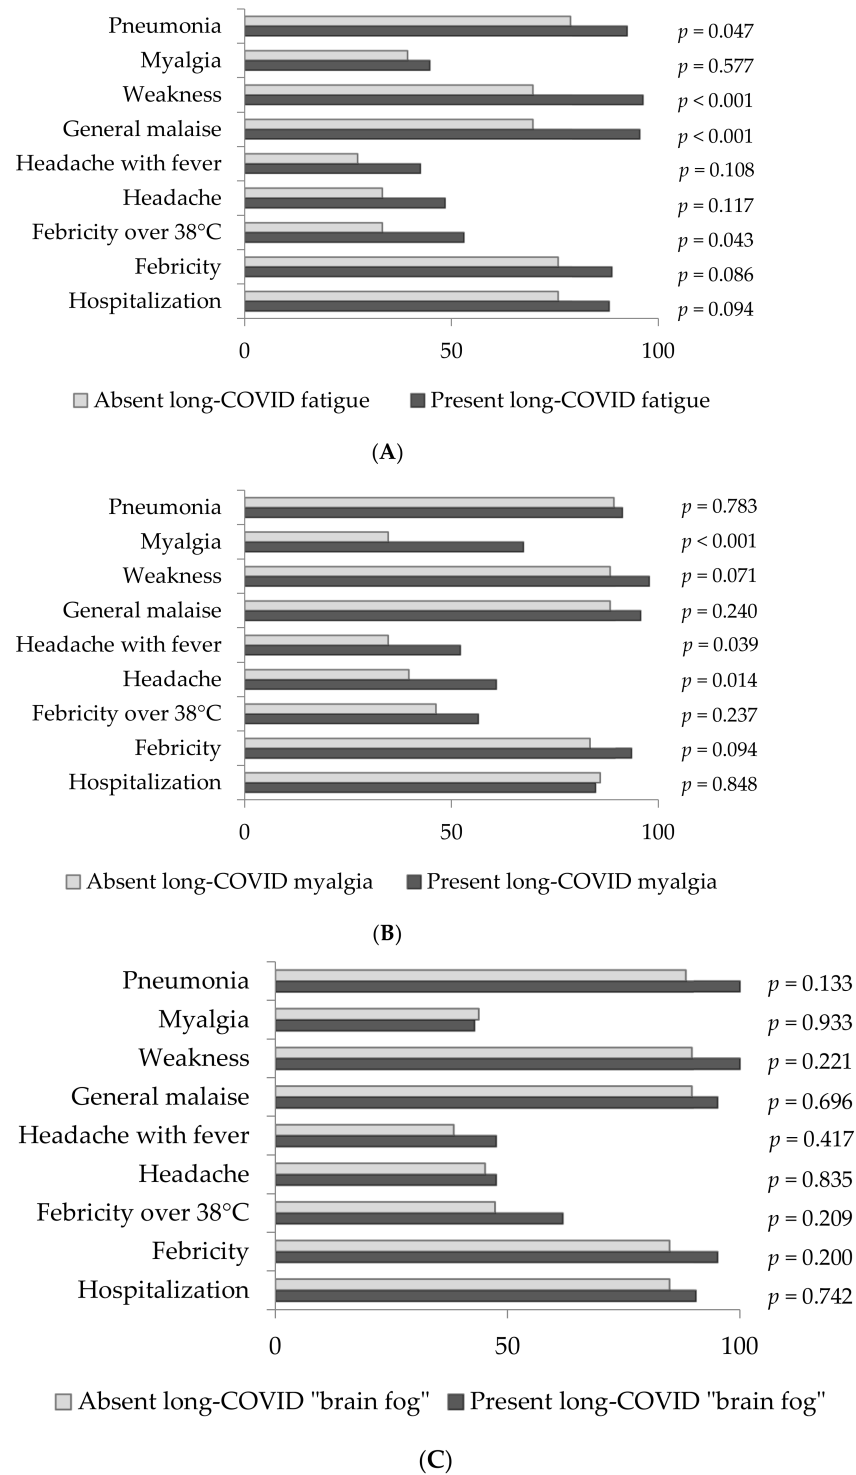 Pneumonia p = 0.047
Myalgia p = 0.577
Weakness p < 0.001
General malaise p < 0.001
Headache with fever p = 0.108
Headache p = 0.117
Febricity over 38°C p = 0.043
Febricity p = 0.086
Hospitalization p = 0.094
0 50 100
Absent long-COVID fatigue Present long-COVID fatigue
(A)
Pneumonia p = 0.783
Myalgia p < 0.001
Weakness p = 0.071
General malaise p = 0.240
Headache with fever p = 0.039
Headache p = 0.014
Febricity over 38°C p = 0.237
Febricity p = 0.094
Hospitalization p = 0.848
0 50 100
Absent long-COVID myalgia Present long-COVID myalgia
(B)
Pneumonia p = 0.133
Myalgia p = 0.933
Weakness p = 0.221
General malaise p = 0.696
Headache with fever p = 0.417
Headache p = 0.835
Febricity over 38°C p = 0.209
Febricity p = 0.200
Hospitalization p = 0.742
0 50 100
Absent long-COVID "brain fog" Present long-COVID "brain fog"
(C)